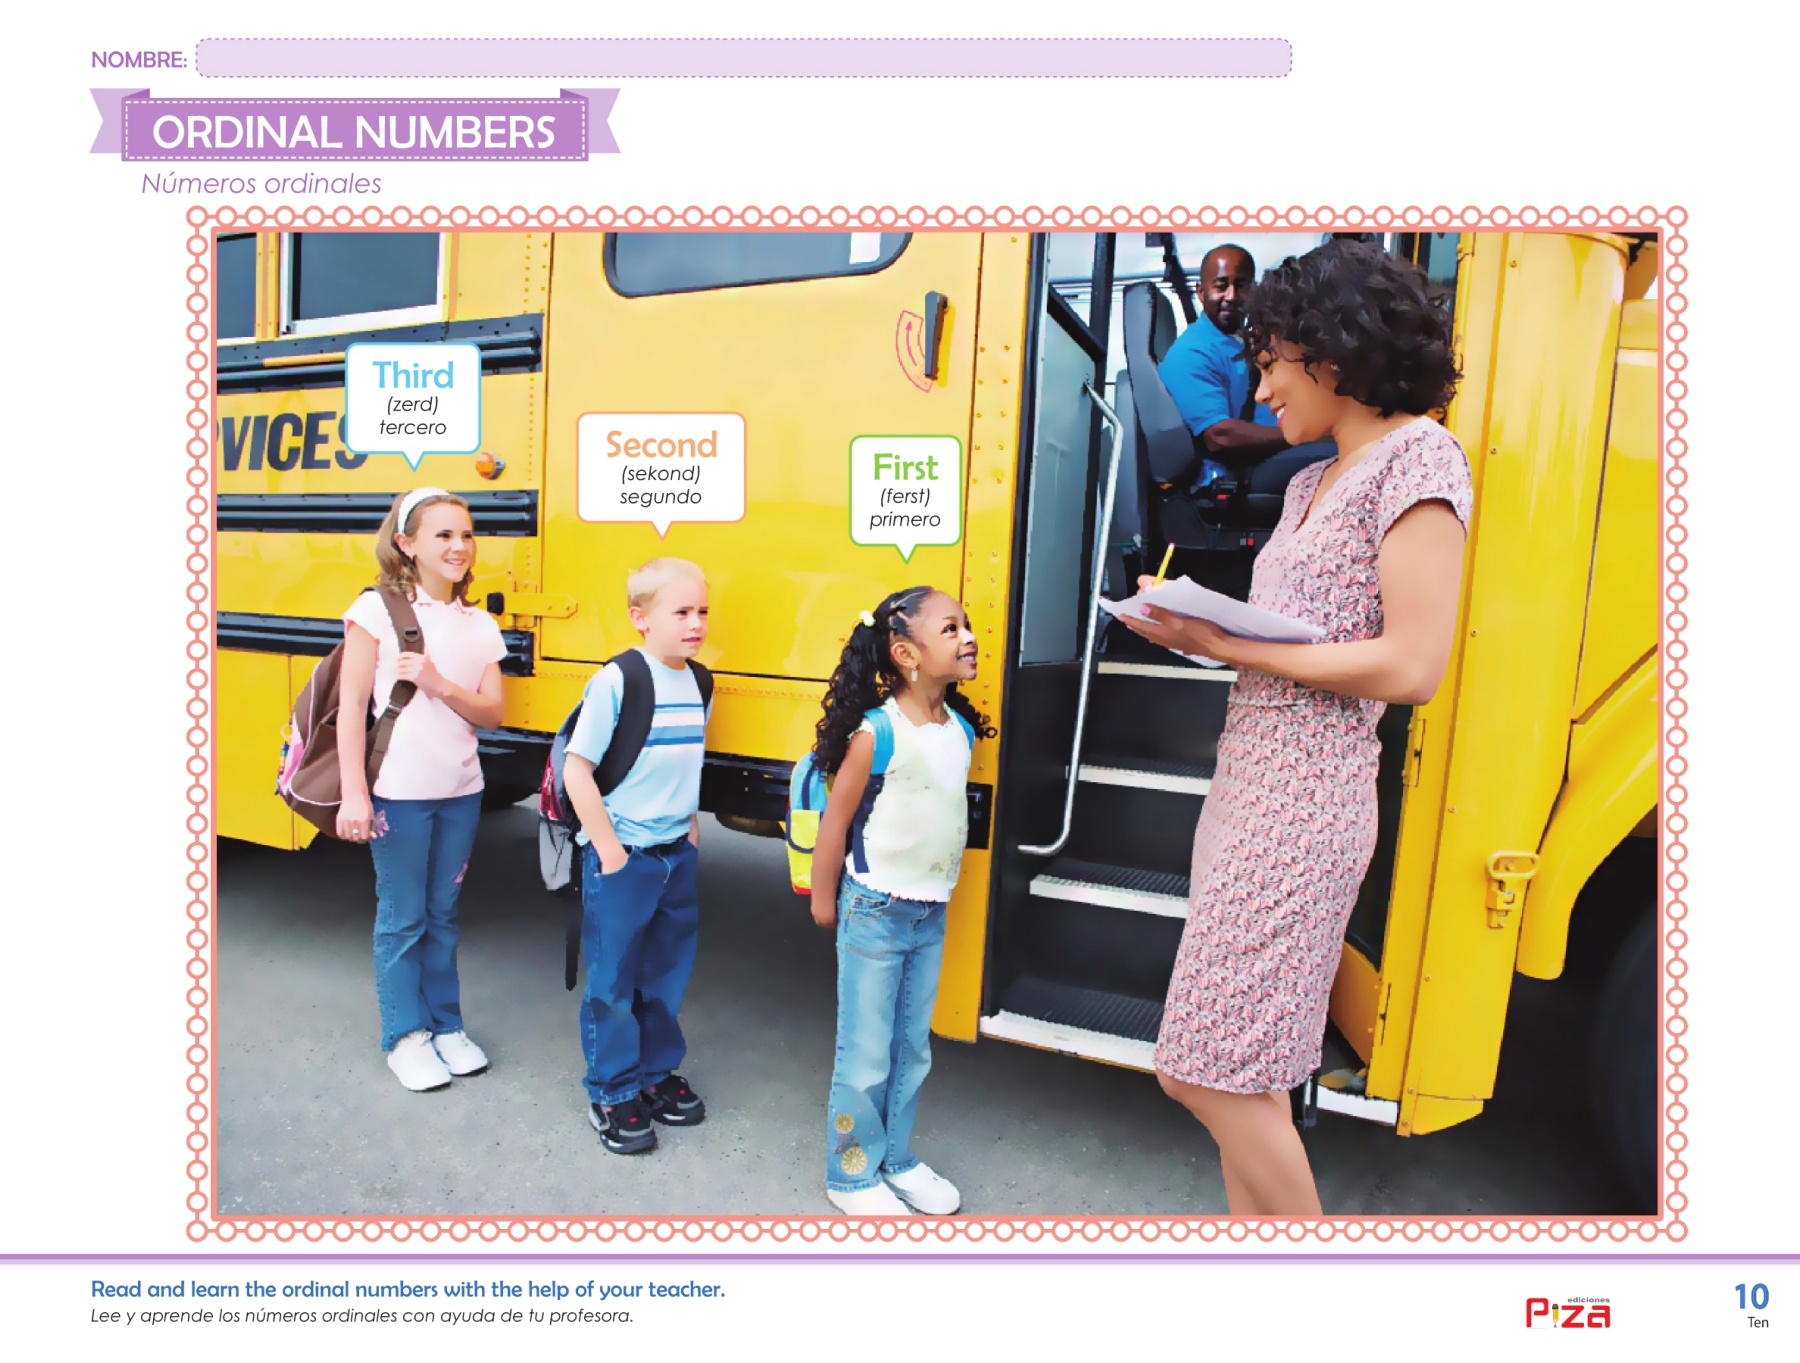 NOMBRE:
ORDINAL NUMBERS
Números ordinales
Third
(zerd)
tercero
VICES
Second
(sekond)
segundo
First
(ferst)
primero
Read and learn the ordinal numbers with the help of your teacher.
Lee y aprende los números ordinales con ayuda de tu profesora.
ediciones
Piza
10
Ten